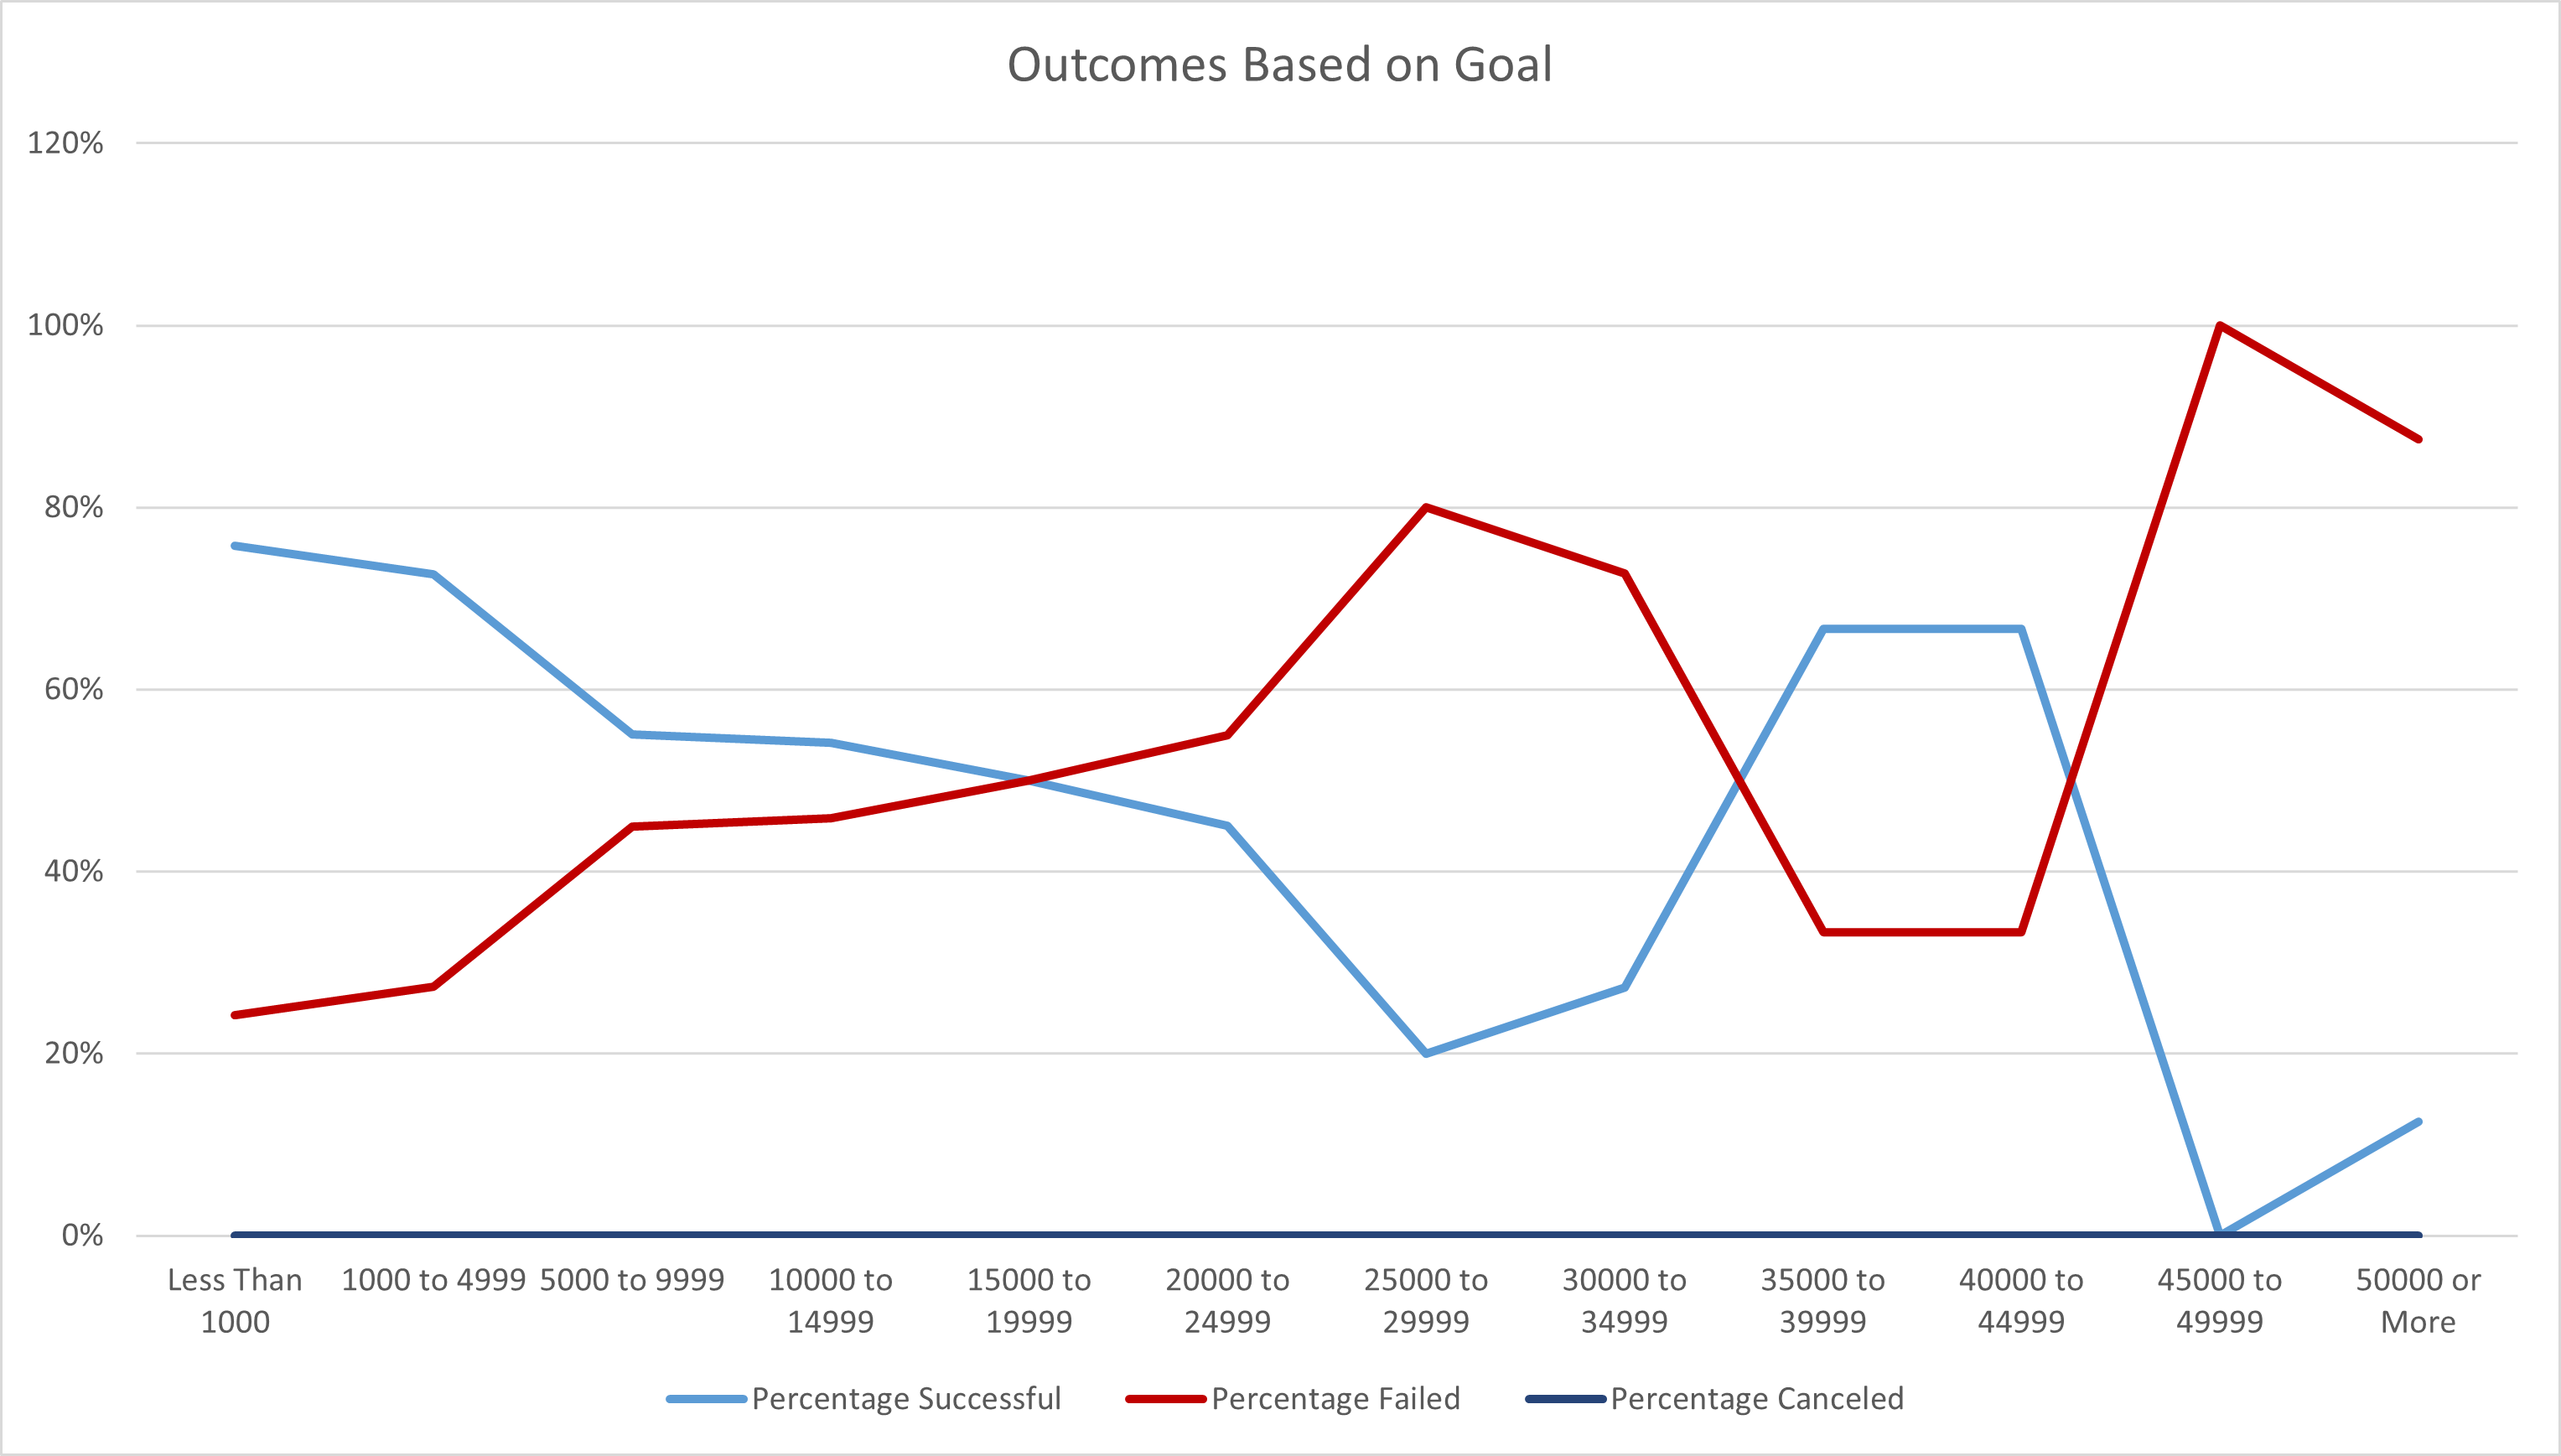 Outcomes Based on Goal
120%
100%
80%
60%
40%
20%
0%
Less Than
1000
1000 to 4999
5000 to 9999
10000 to
14999
15000 to
19999
20000 to
24999
25000 to
29999
30000 to
34999
35000 to
39999
40000 to
44999
45000 to
49999
50000 or
More
Percentage Successful
Percentage Failed
Percentage Canceled